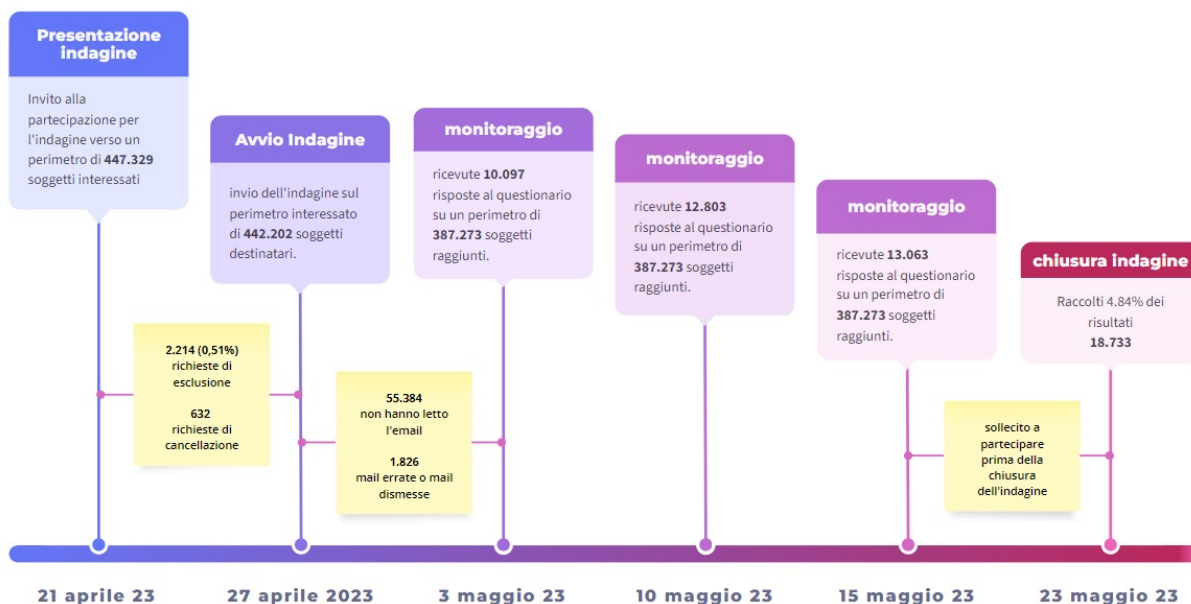 Presentazione
indagine
Invito alla
partecipazione per
l'indagine verso un
perimetro di 447.329
soggetti interessati
Avvio Indagine
invio dell'indagine sul
perimetro interessato
di 442.202 soggetti
destinatari.
monitoraggio
ricevute 10.097
risposte al questionario
su un perimetro di
387.273 soggetti
raggiunti.
monitoraggio
ricevute 12.803
risposte al questionario
su un perimetro di
387.273 soggetti
raggiunti.
monitoraggio
ricevute 13.063
risposte al questionario
su un perimetro di
387.273 soggetti
raggiunti.
chiusura indagine
Raccolti 4.84% dei
risultati
18.733
2.214 (0,51%)
richieste di
esclusione
632
richieste di
cancellazione
55.384
non hanno letto
l'email
1.826
mail errate o mail
dismesse
sollecito a
partecipare
prima della
chiusura
dell'indagine
21 aprile 23
27 aprile 2023
3 maggio 23
10 maggio 23
15 maggio 23
23 maggio 23